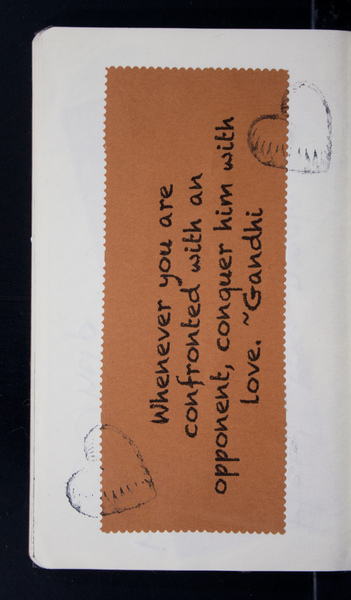 Whenever you are
confronted with an
opponent, conquer him with
love. ~Gandhi